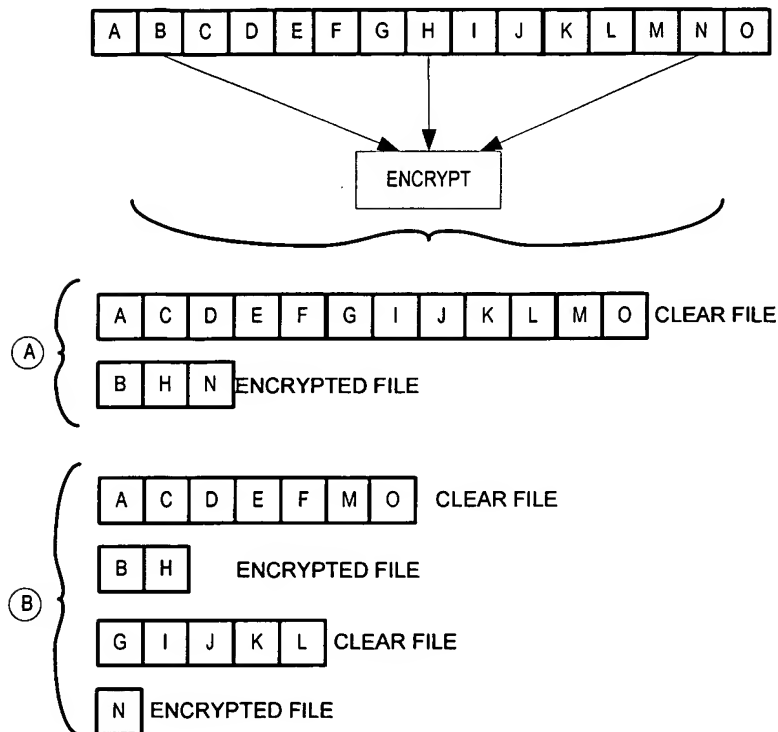 A B C D E F G H I J K L M N O
ENCRYPT
A C D E F G I J K L M O CLEAR FILE
A
B H N ENCRYPTED FILE
A C D E F M O CLEAR FILE
B H ENCRYPTED FILE
B
G I J K L CLEAR FILE
N ENCRYPTED FILE